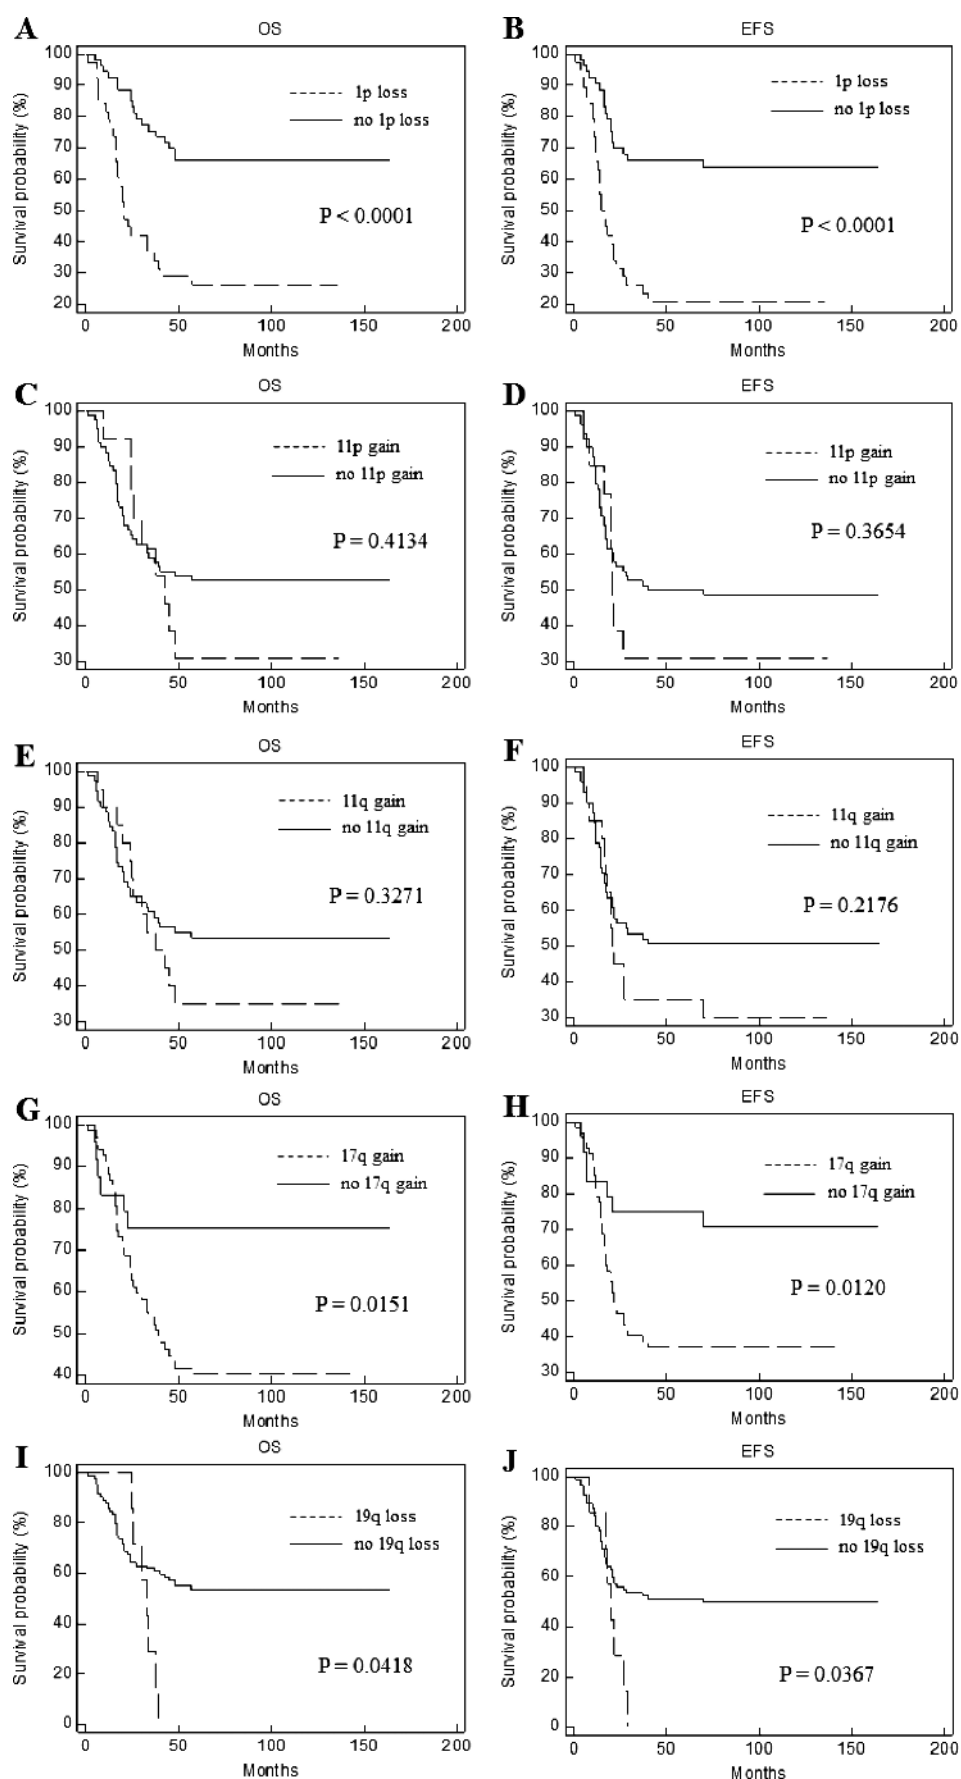 A
OS
Survival probability (%)
100
90
80
70
60
50
40
30
20
1p loss
no 1p loss
P < 0.0001
0 50 100 150 200
Months
B
EFS
Survival probability (%)
100
90
80
70
60
50
40
30
20
1p loss
no 1p loss
P < 0.0001
0 50 100 150 200
Months
C
OS
Survival probability (%)
100
90
80
70
60
50
40
30
11p gain
no 11p gain
P = 0.4134
0 50 100 150 200
Months
D
EFS
Survival probability (%)
100
90
80
70
60
50
40
30
11p gain
no 11p gain
P = 0.3654
0 50 100 150 200
Months
E
OS
Survival probability (%)
100
90
80
70
60
50
40
30
11q gain
no 11q gain
P = 0.3271
0 50 100 150 200
Months
F
EFS
Survival probability (%)
100
90
80
70
60
50
40
30
11q gain
no 11q gain
P = 0.2176
0 50 100 150 200
Months
G
OS
Survival probability (%)
100
90
80
70
60
50
40
17q gain
no 17q gain
P = 0.0151
0 50 100 150 200
Months
H
EFS
Survival probability (%)
100
90
80
70
60
50
40
30
17q gain
no 17q gain
P = 0.0120
0 50 100 150 200
Months
I
OS
Survival probability (%)
100
80
60
40
20
0
19q loss
no 19q loss
P = 0.0418
0 50 100 150 200
Months
J
EFS
Survival probability (%)
100
80
60
40
20
0
19q loss
no 19q loss
P = 0.0367
0 50 100 150 200
Months